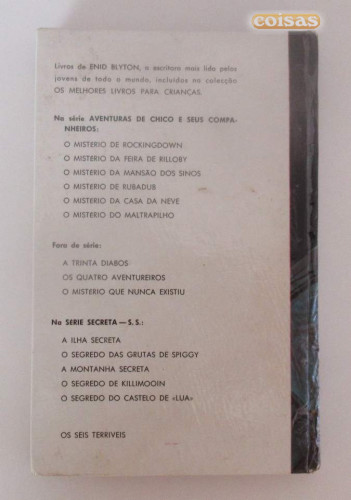 coisas
Livros de ENID BLYTON, a escritora mais lida pelos
jovens de todo o mundo, incluídos na colecção
OS MELHORES LIVROS PARA CRIANÇAS.
Na série AVENTURAS DE CHICO E SEUS COMPA-
NHEIROS:
O MISTERIO DE ROCKINGDOWN
O MISTERIO DA FEIRA DE RILLOBY
O MISTERIO DA MANSÃO DOS SINOS
O MISTERIO DE RUBADUB
O MISTERIO DA CASA DA NEVE
O MISTERIO DO MALTRAPILHO
Fora de série:
A TRINTA DIABOS
OS QUATRO AVENTUREIROS
O MISTERIO QUE NUNCA EXISTIU
Na SERIE SECRETA — S. S.:
A ILHA SECRETA
O SEGREDO DAS GRUTAS DE SPIGGY
A MONTANHA SECRETA
O SEGREDO DE KILLIMOOIN
O SEGREDO DO CASTELO DE «LUA»
OS SEIS TERRIVEIS